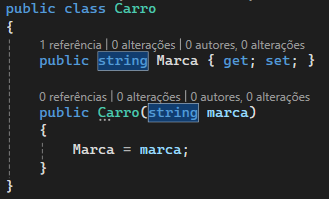 public class Carro
{
1 referência | 0 alterações | 0 autores, 0 alterações
public string Marca { get; set; }
0 referências | 0 alterações | 0 autores, 0 alterações
public Carro(string marca)
{
Marca = marca;
}
}